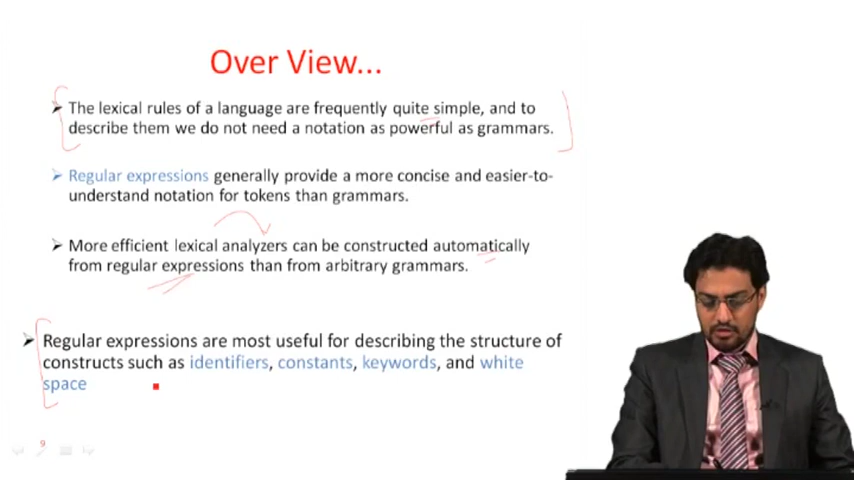 Over View...
➤ The lexical rules of a language are frequently quite simple, and to
describe them we do not need a notation as powerful as grammars.
➤ Regular expressions generally provide a more concise and easier-to-
understand notation for tokens than grammars.
➤ More efficient lexical analyzers can be constructed automatically
from regular expressions than from arbitrary grammars.
➤ Regular expressions are most useful for describing the structure of
constructs such as identifiers, constants, keywords, and white
space
9